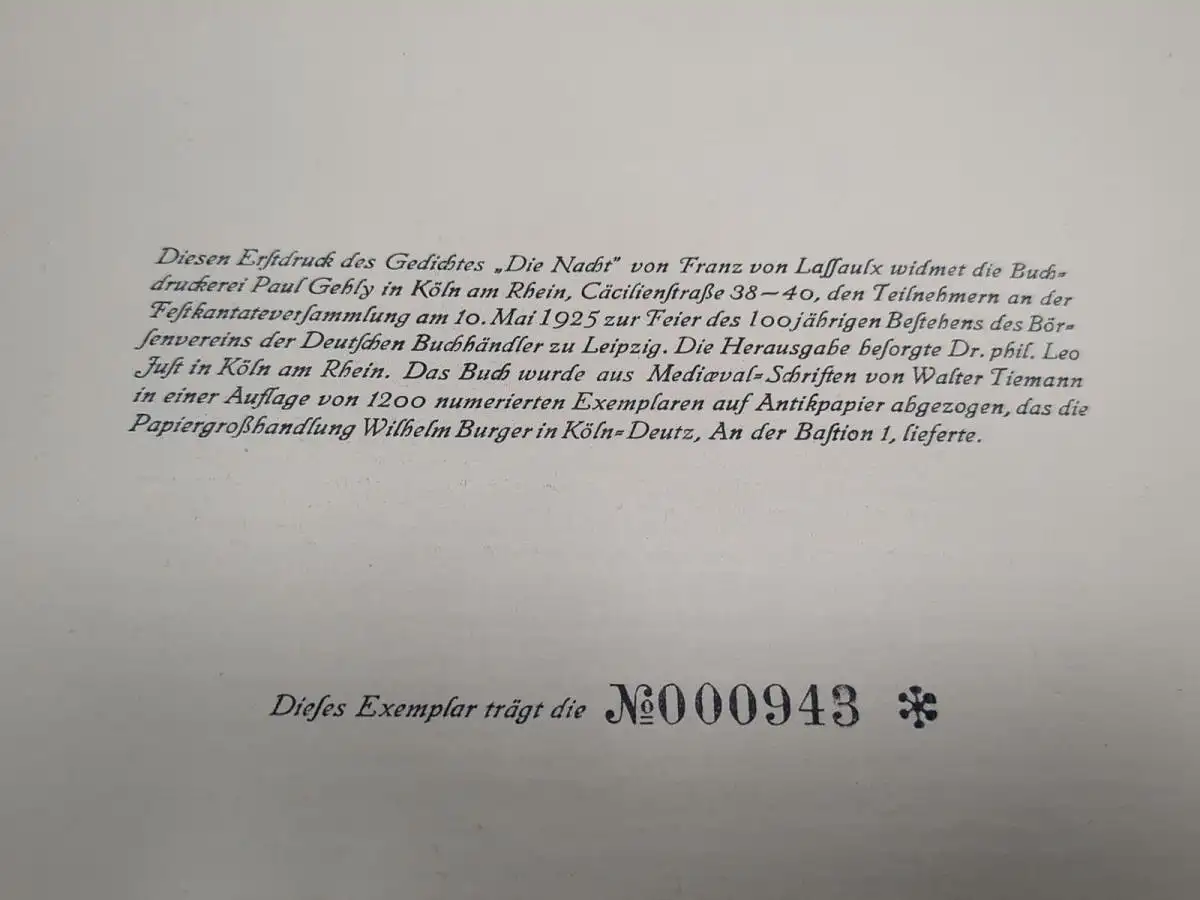 Diesen Erſtdruck des Gedichtes „Die Nacht“ von Franz von Laſſaulx widmet die Buch=
druckerei Paul Gehly in Köln am Rhein, Cäcilienſtraße 38—40, den Teilnehmern an der
Feſtkantateverſammlung am 10. Mai 1925 zur Feier des 100jährigen Beſtehens des Bör=
ſenvereins der Deutſchen Buchhändler zu Leipzig. Die Herausgabe beſorgte Dr. phil. Leo
Juſt in Köln am Rhein. Das Buch wurde aus Mediæval=Schriften von Walter Tiemann
in einer Auflage von 1200 numerierten Exemplaren auf Antikpapier abgezogen, das die
Papiergroßhandlung Wilhelm Burger in Köln=Deutz, An der Baſtion 1, lieferte.
Dieſes Exemplar trägt die №000943 *